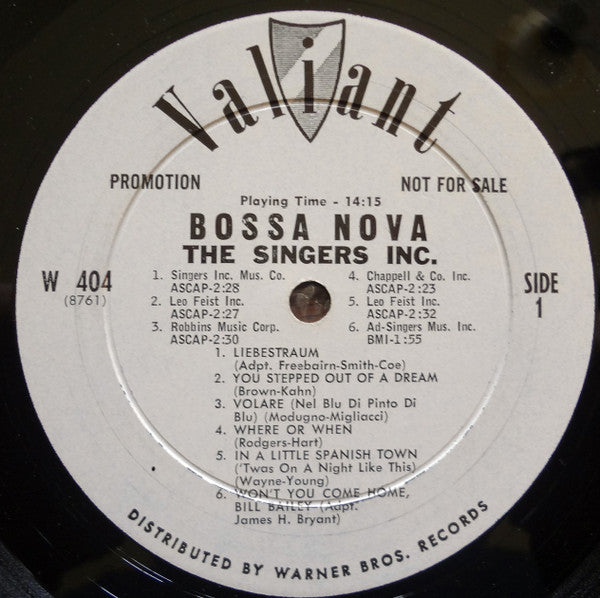 Valiant
PROMOTION NOT FOR SALE
Playing Time - 14:15
BOSSA NOVA
THE SINGERS INC.
W 404
(8761)
SIDE
1
1. Singers Inc. Mus. Co.
ASCAP-2:28
2. Leo Feist Inc.
ASCAP-2:27
3. Robbins Music Corp.
ASCAP-2:30
4. Chappell & Co. Inc.
ASCAP-2:23
5. Leo Feist Inc.
ASCAP-2:32
6. Ad-Singers Mus. Inc.
BMI-1:55
1. LIEBESTRAUM
(Adpt. Freebairn-Smith-Coe)
2. YOU STEPPED OUT OF A DREAM
(Brown-Kahn)
3. VOLARE (Nel Blu Di Pinto Di
Blu) (Modugno-Migliacci)
4. WHERE OR WHEN
(Rodgers-Hart)
5. IN A LITTLE SPANISH TOWN
('Twas On A Night Like This)
(Wayne-Young)
6. WON'T YOU COME HOME,
BILL BAILEY (Adpt.
James H. Bryant)
DISTRIBUTED BY WARNER BROS. RECORDS